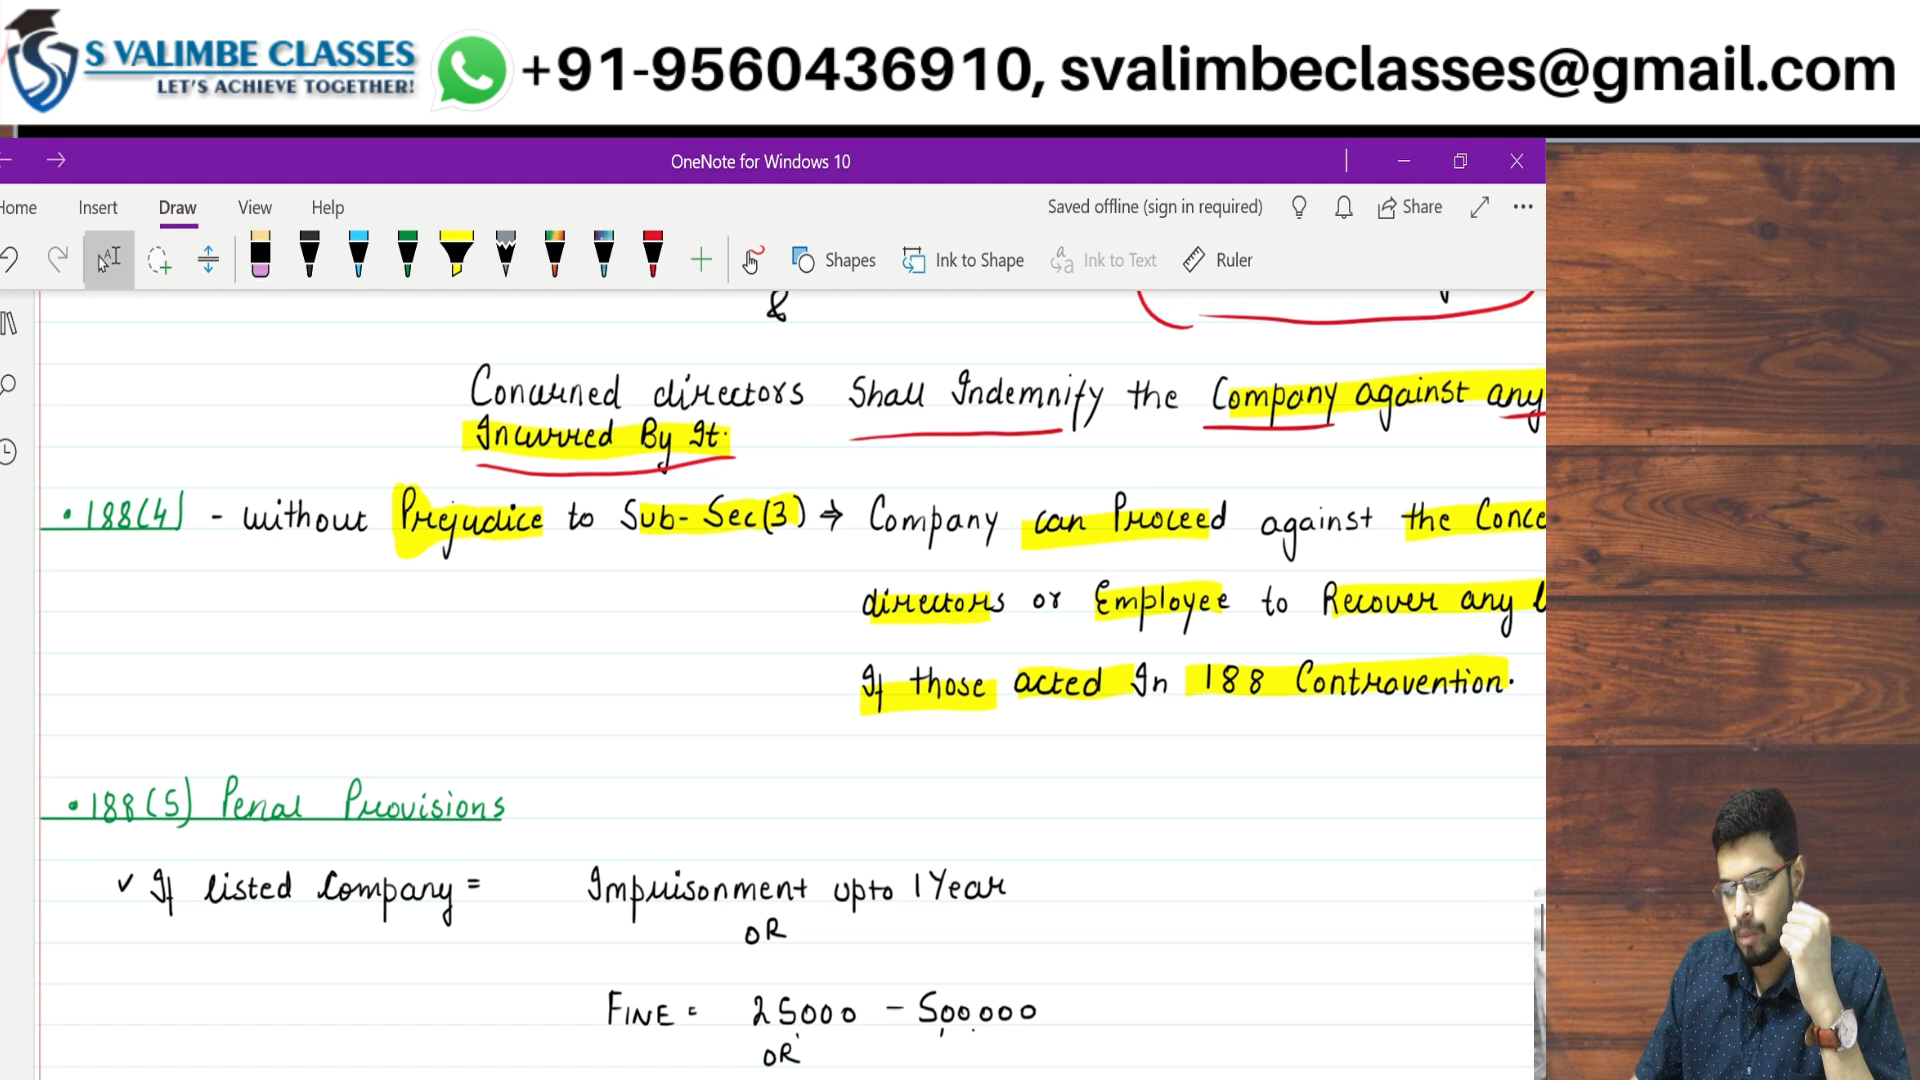 S VALIMBE CLASSES
LET'S ACHIEVE TOGETHER!
+91-9560436910, svalimbeclasses@gmail.com
OneNote for Windows 10
Home Insert Draw View Help
Saved offline (sign in required) Share
Shapes Ink to Shape Ink to Text Ruler
&
Concerned directors Shall Indemnify the Company against any
Incurred By It.
• 188(4) - without Prejudice to Sub-Sec(3) → Company can Proceed against the Conce
directors or Employee to Recover any l
If those acted In 188 Contravention.
• 188(5) Penal Provisions
✓ If listed Company = Imprisonment upto 1 Year
OR
FINE = 25000 - 500000
OR